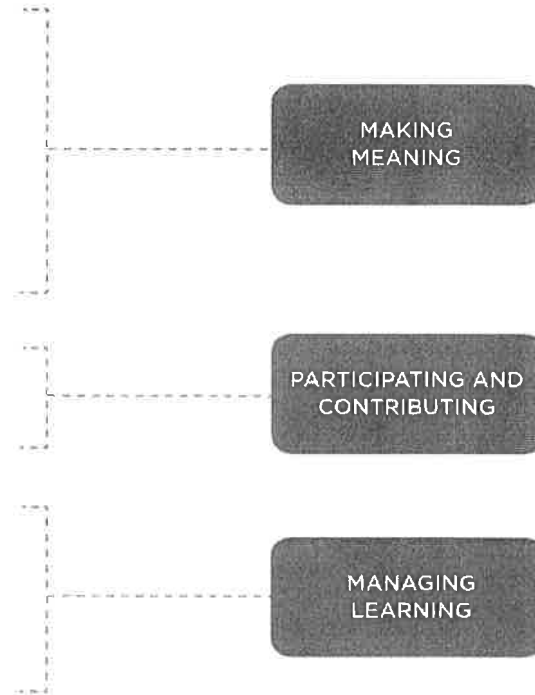 MAKING
MEANING
PARTICIPATING AND
CONTRIBUTING
MANAGING
LEARNING